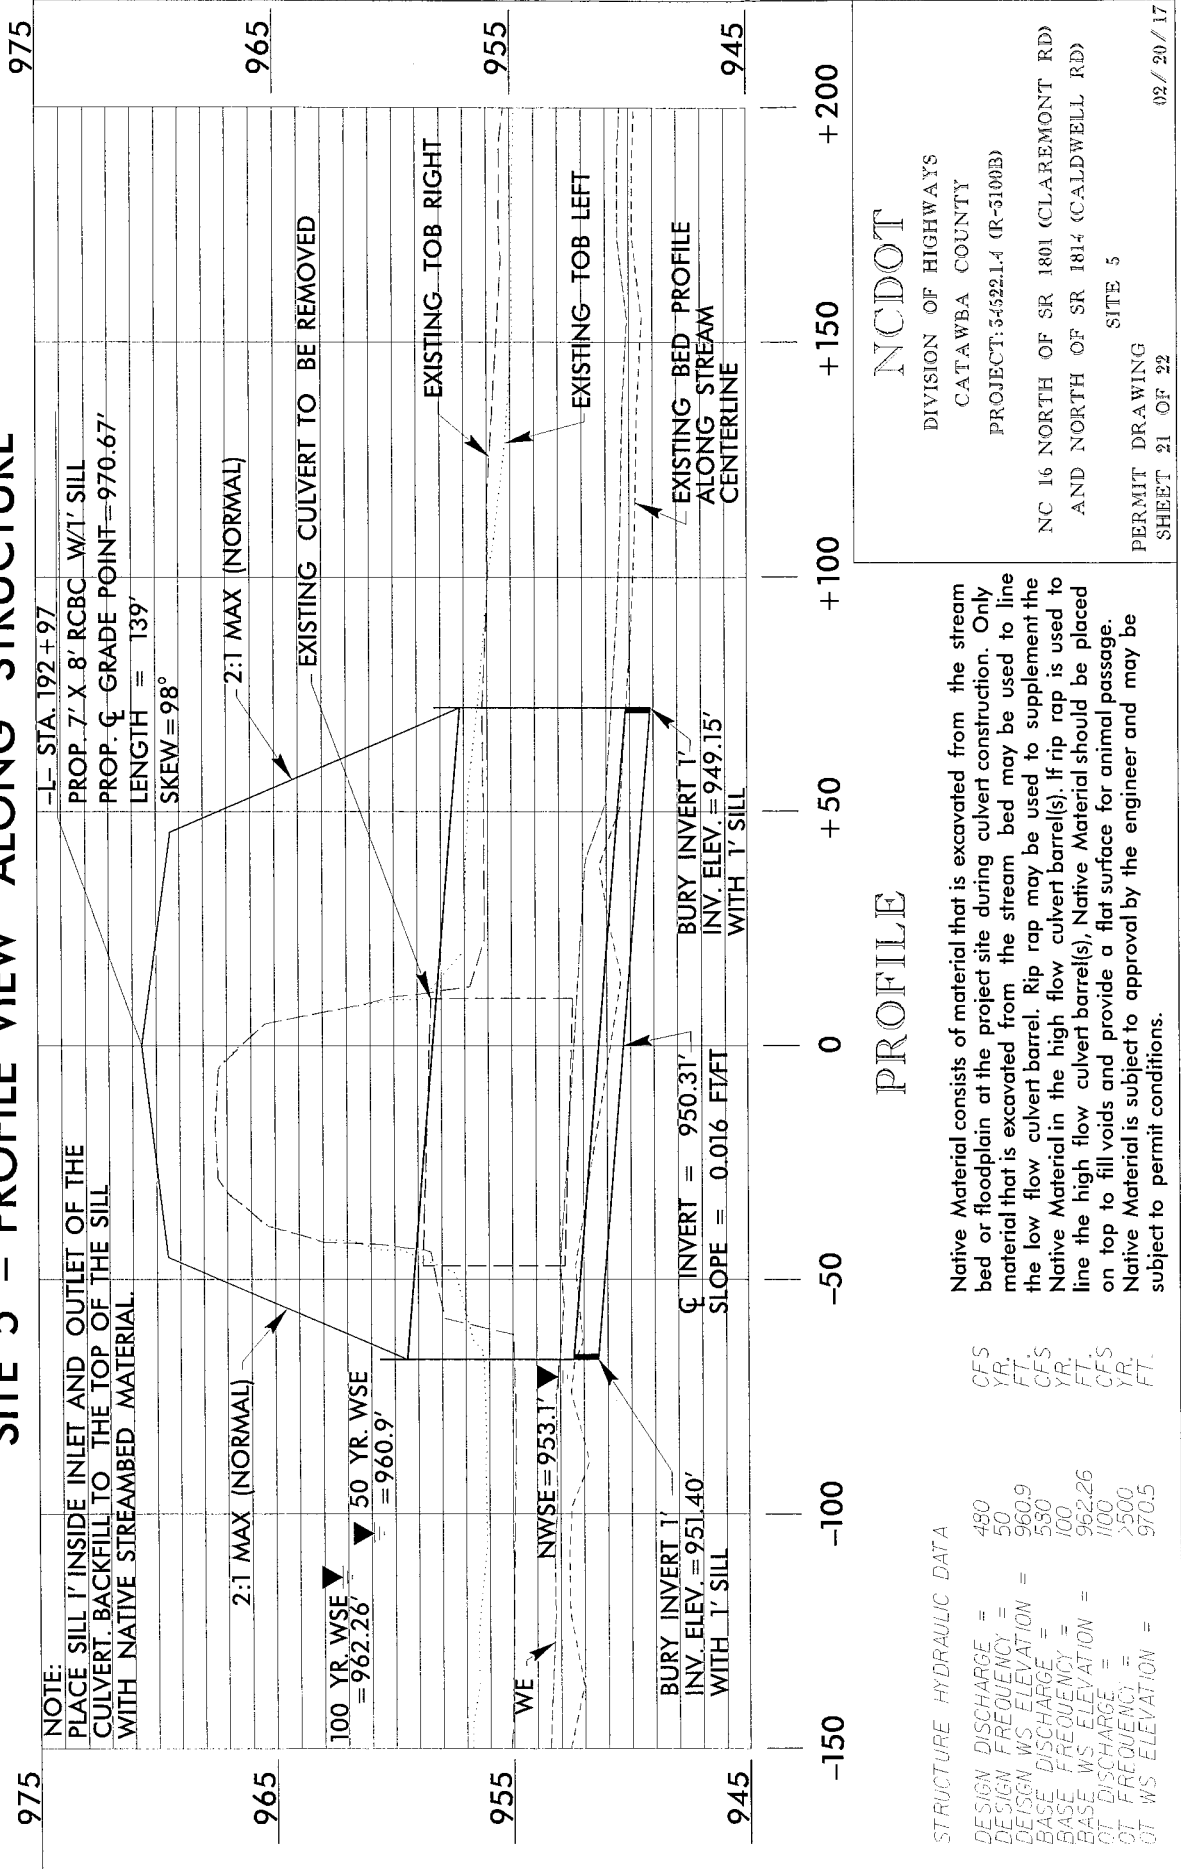 SITE 5 – PROFILE VIEW ALONG STRUCTURE
NOTE:
PLACE SILL 1' INSIDE INLET AND OUTLET OF THE
CULVERT. BACKFILL TO THE TOP OF THE SILL
WITH NATIVE STREAMBED MATERIAL.
-L- STA. 192+97
PROP. 7' X 8' RCBC W/1' SILL
PROP. ℄ GRADE POINT=970.67'
LENGTH = 139'
SKEW=98°
975
965
955
945
975
965
955
945
2:1 MAX (NORMAL)
2:1 MAX (NORMAL)
100 YR. WSE
=962.26'
50 YR. WSE
=960.9'
EXISTING CULVERT TO BE REMOVED
EXISTING TOB RIGHT
EXISTING TOB LEFT
WE
NWSE=953.1'
EXISTING BED PROFILE
ALONG STREAM
CENTERLINE
BURY INVERT 1'
INV. ELEV.=951.40'
WITH 1' SILL
℄ INVERT = 950.31'
SLOPE = 0.016 FT/FT
BURY INVERT 1'
INV. ELEV.=949.15'
WITH 1' SILL
-150
-100
-50
0
+50
+100
+150
+200
PROFILE
STRUCTURE HYDRAULIC DATA
DESIGN DISCHARGE = 480 CFS
DESIGN FREQUENCY = 50 YR.
DEISGN WS ELEVATION = 960.9 FT.
BASE DISCHARGE = 580 CFS
BASE FREQUENCY = 100 YR.
BASE WS ELEVATION = 962.26 FT.
OT DISCHARGE = 1100 CFS
OT FREQUENCY = >500 YR.
OT WS ELEVATION = 970.5 FT.
Native Material consists of material that is excavated from the stream
bed or floodplain at the project site during culvert construction. Only
material that is excavated from the stream bed may be used to line
the low flow culvert barrel. Rip rap may be used to supplement the
Native Material in the high flow culvert barrel(s). If rip rap is used to
line the high flow culvert barrel(s), Native Material should be placed
on top to fill voids and provide a flat surface for animal passage.
Native Material is subject to approval by the engineer and may be
subject to permit conditions.
NCDOT
DIVISION OF HIGHWAYS
CATAWBA COUNTY
PROJECT: 34522.1.4 (R-3100B)
NC 16 NORTH OF SR 1801 (CLAREMONT RD)
AND NORTH OF SR 1814 (CALDWELL RD)
SITE 5
PERMIT DRAWING
SHEET 21 OF 22
02/20/17